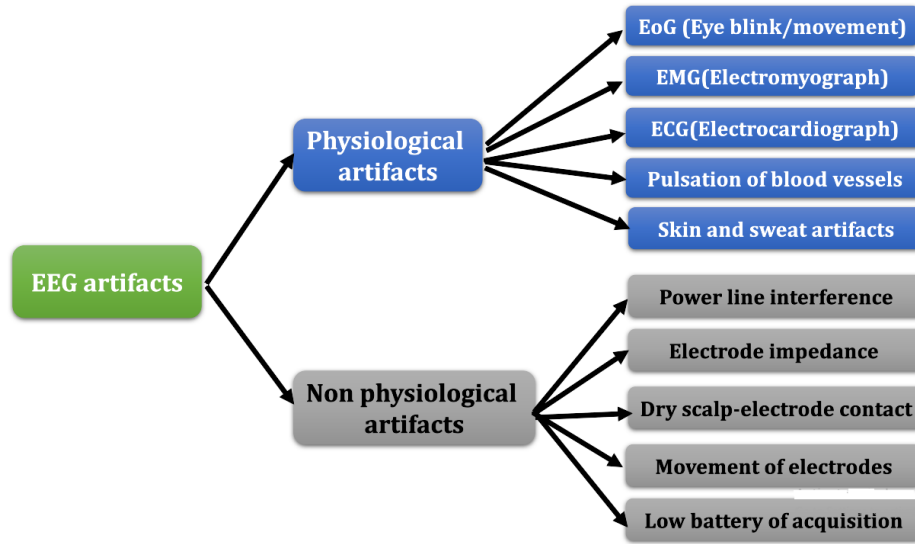 EoG (Eye blink/movement)
EMG(Electromyograph)
Physiological
artifacts
ECG(Electrocardiograph)
Pulsation of blood vessels
Skin and sweat artifacts
EEG artifacts
Power line interference
Electrode impedance
Non physiological
artifacts
Dry scalp-electrode contact
Movement of electrodes
Low battery of acquisition